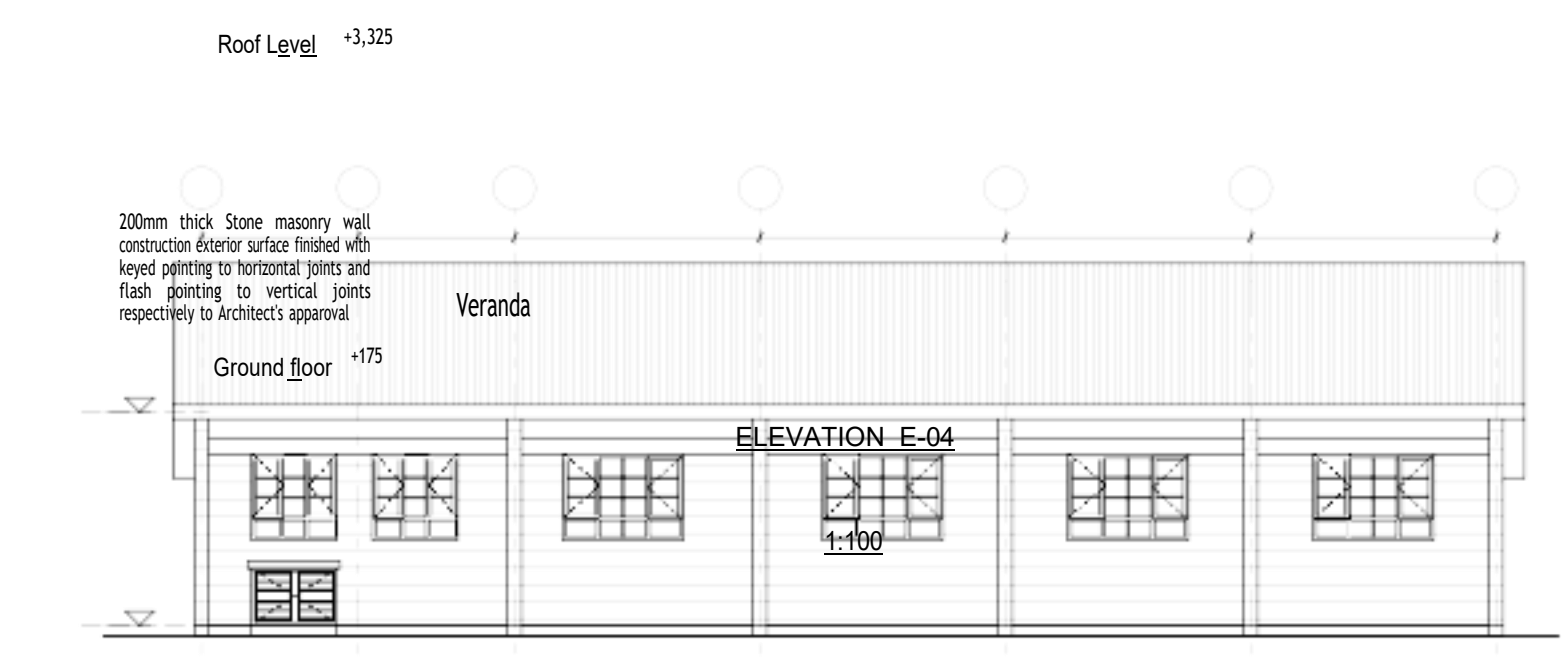 Roof Level +3,325
200mm thick Stone masonry wall
construction exterior surface finished with
keyed pointing to horizontal joints and
flash pointing to vertical joints
respectively to Architect's apparoval
Veranda
Ground floor +175
ELEVATION E-04
1:100